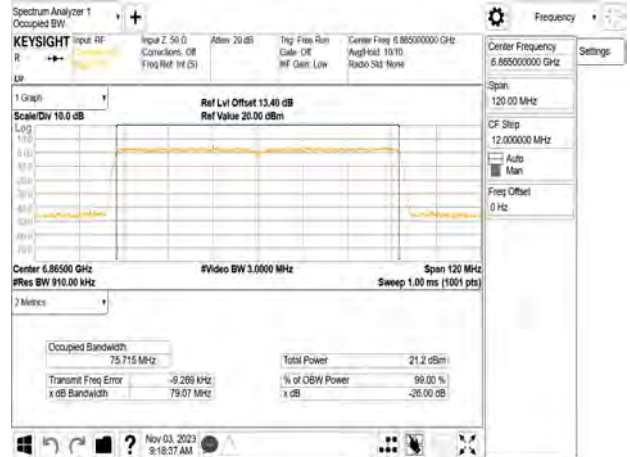 Spectrum Analyzer 1
Occupied BW
Frequency
KEYSIGHT
Input: RF
Input Z: 50 Ω
Atten: 20 dB
Trig: Free Run
Center Freq: 6.865000000 GHz
R
Corrections: Off
Gate: Off
Avg|Hold: 10/10
Freq Ref: Int (S)
#IF Gain: Low
Radio Std: None
Center Frequency
6.865000000 GHz
Settings
Span
120.00 MHz
CF Step
12.000000 MHz
Auto
Man
Freq Offset
0 Hz
1 Graph
Scale/Div 10.0 dB
Ref Lvl Offset 13.40 dB
Ref Value 20.00 dBm
Log
Center 6.86500 GHz
#Video BW 3.0000 MHz
Span 120 MHz
#Res BW 910.00 kHz
Sweep 1.00 ms (1001 pts)
2 Metrics
Occupied Bandwidth
75.715 MHz
Total Power
21.2 dBm
Transmit Freq Error
-9.269 kHz
% of OBW Power
99.00 %
x dB Bandwidth
79.07 MHz
x dB
-26.00 dB
?
Nov 03, 2023
9:18:37 AM